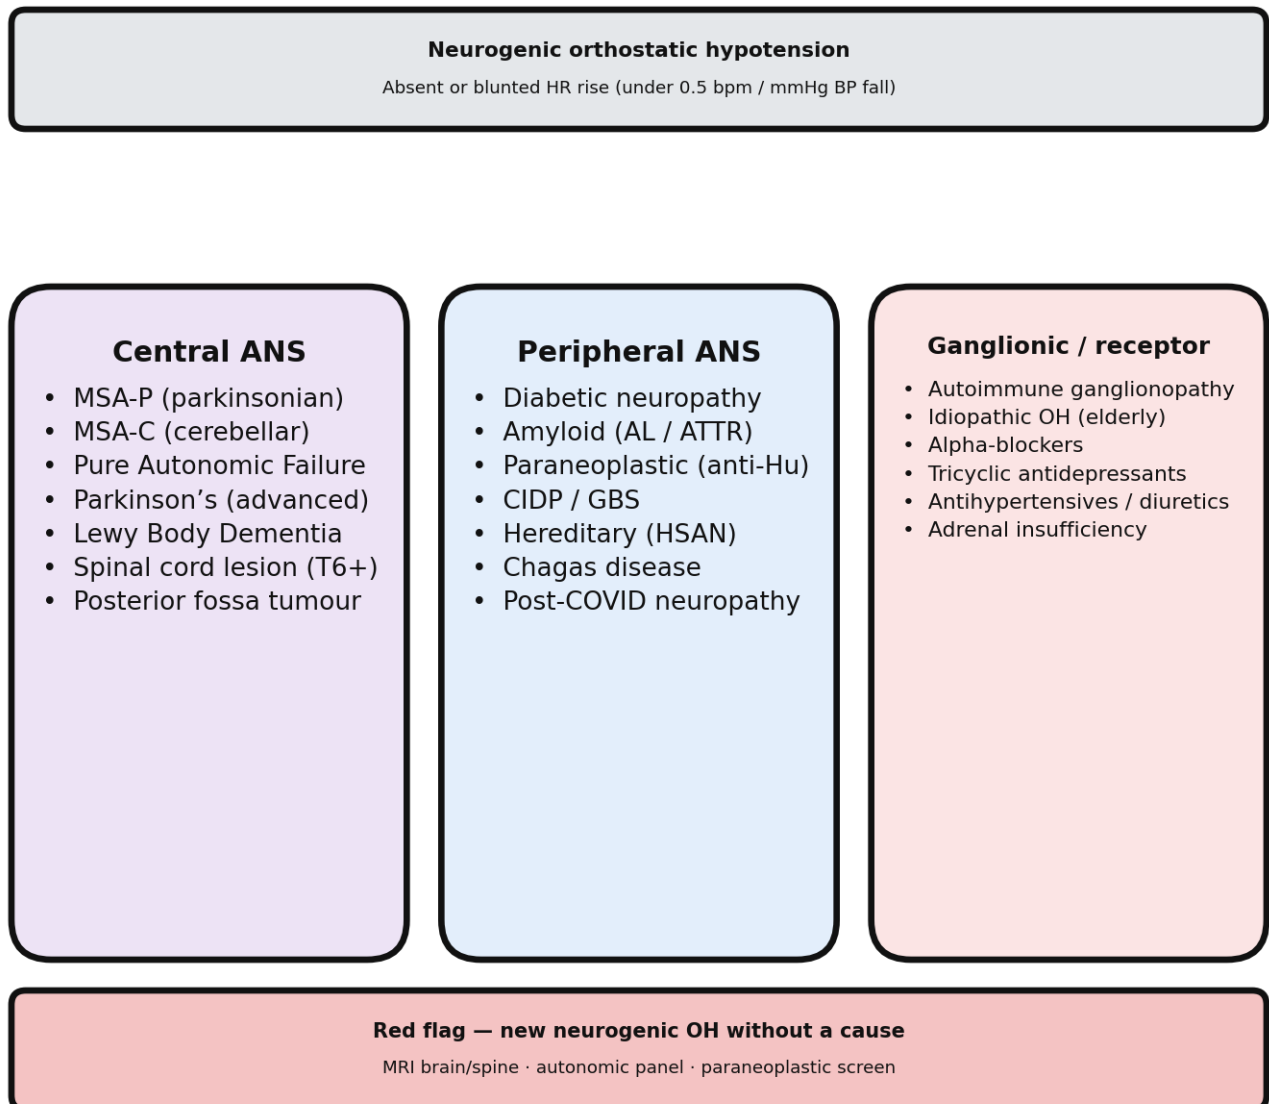 Neurogenic orthostatic hypotension
Absent or blunted HR rise (under 0.5 bpm / mmHg BP fall)
Central ANS
• MSA-P (parkinsonian)
• MSA-C (cerebellar)
• Pure Autonomic Failure
• Parkinson’s (advanced)
• Lewy Body Dementia
• Spinal cord lesion (T6+)
• Posterior fossa tumour
Peripheral ANS
• Diabetic neuropathy
• Amyloid (AL / ATTR)
• Paraneoplastic (anti-Hu)
• CIDP / GBS
• Hereditary (HSAN)
• Chagas disease
• Post-COVID neuropathy
Ganglionic / receptor
• Autoimmune ganglionopathy
• Idiopathic OH (elderly)
• Alpha-blockers
• Tricyclic antidepressants
• Antihypertensives / diuretics
• Adrenal insufficiency
Red flag — new neurogenic OH without a cause
MRI brain/spine · autonomic panel · paraneoplastic screen